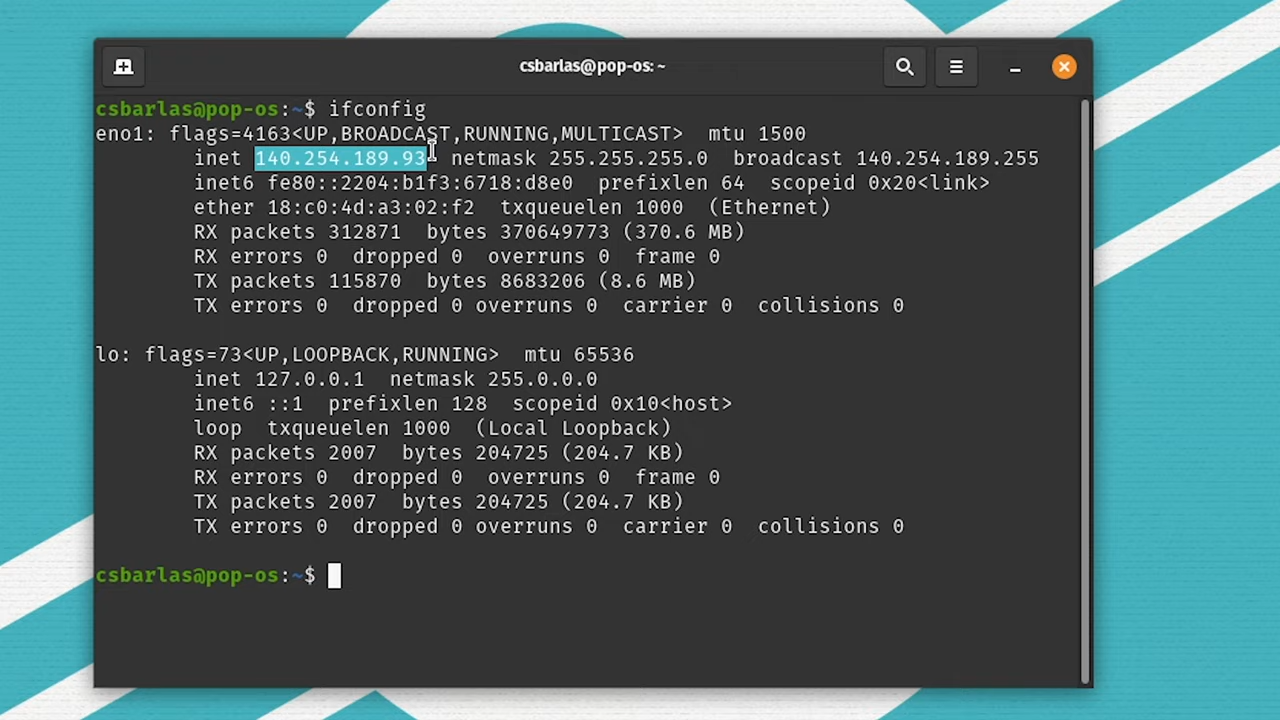 csbarlas@pop-os: ~
csbarlas@pop-os:~$ ifconfig
eno1: flags=4163<UP,BROADCAST,RUNNING,MULTICAST>  mtu 1500
        inet 140.254.189.93  netmask 255.255.255.0  broadcast 140.254.189.255
        inet6 fe80::2204:b1f3:6718:d8e0  prefixlen 64  scopeid 0x20<link>
        ether 18:c0:4d:a3:02:f2  txqueuelen 1000  (Ethernet)
        RX packets 312871  bytes 370649773 (370.6 MB)
        RX errors 0  dropped 0  overruns 0  frame 0
        TX packets 115870  bytes 8683206 (8.6 MB)
        TX errors 0  dropped 0 overruns 0  carrier 0  collisions 0
lo: flags=73<UP,LOOPBACK,RUNNING>  mtu 65536
        inet 127.0.0.1  netmask 255.0.0.0
        inet6 ::1  prefixlen 128  scopeid 0x10<host>
        loop  txqueuelen 1000  (Local Loopback)
        RX packets 2007  bytes 204725 (204.7 KB)
        RX errors 0  dropped 0  overruns 0  frame 0
        TX packets 2007  bytes 204725 (204.7 KB)
        TX errors 0  dropped 0 overruns 0  carrier 0  collisions 0
csbarlas@pop-os:~$